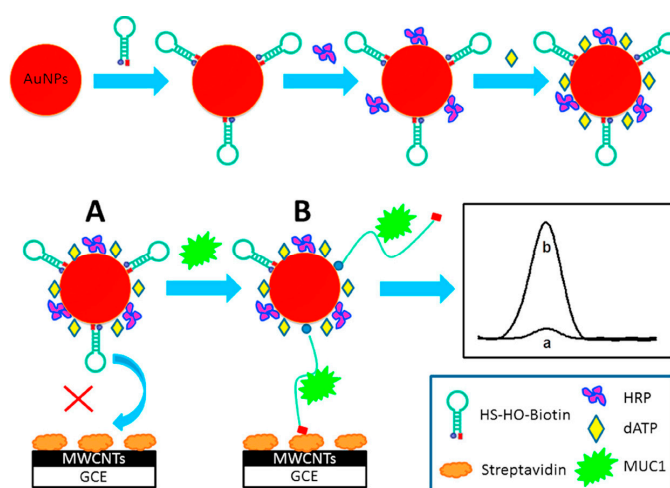 AuNPs
A
B
b
a
MWCNTs
GCE
MWCNTs
GCE
HS-HO-Biotin
HRP
dATP
Streptavidin
MUC1